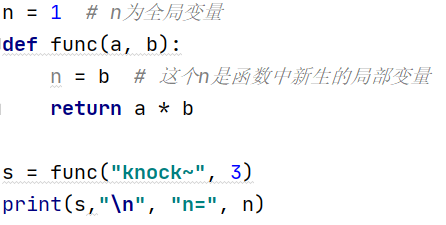 n = 1  # n为全局变量
def func(a, b):
    n = b  # 这个n是函数中新生的局部变量
    return a * b
s = func("knock~", 3)
print(s,"\n", "n=", n)